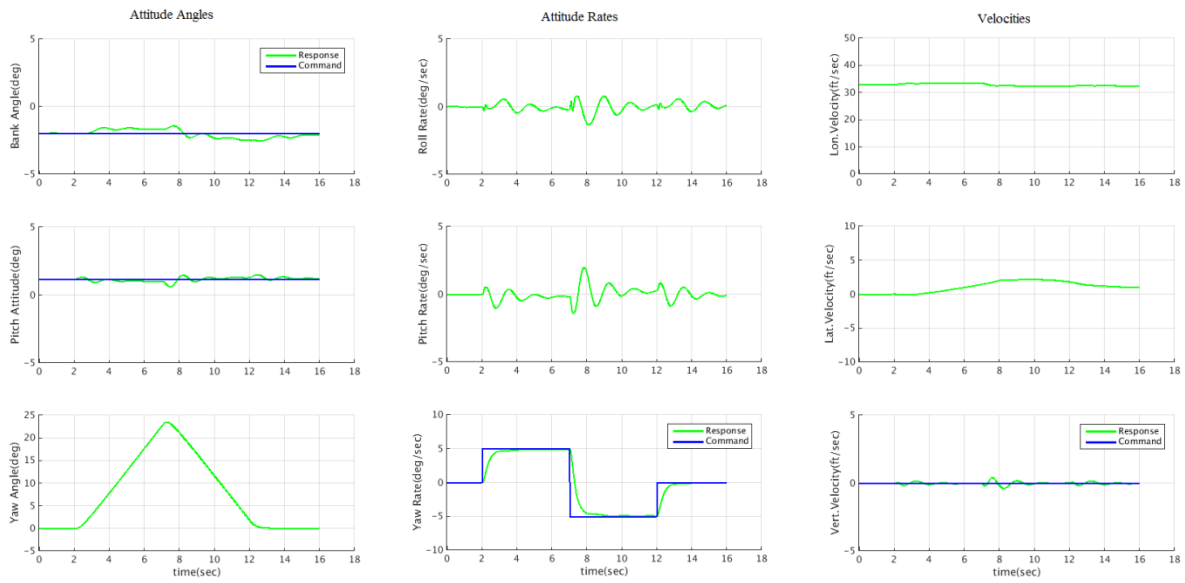 Attitude Angles
Attitude Rates
Velocities
Bank Angle(deg)
5
0
−5
0 2 4 6 8 10 12 14 16 18
Response
Command
Roll Rate(deg/sec)
5
0
−5
0 2 4 6 8 10 12 14 16 18
Lon.Velocity(ft/sec)
50
40
30
20
10
0
0 2 4 6 8 10 12 14 16 18
Pitch Attitude(deg)
5
0
−5
0 2 4 6 8 10 12 14 16 18
Pitch Rate(deg/sec)
5
0
−5
0 2 4 6 8 10 12 14 16 18
Lat.Velocity(ft/sec)
10
5
0
−5
−10
0 2 4 6 8 10 12 14 16 18
Yaw Angle(deg)
25
20
15
10
5
0
−5
0 2 4 6 8 10 12 14 16 18
time(sec)
Yaw Rate(deg/sec)
10
5
0
−5
−10
0 2 4 6 8 10 12 14 16 18
time(sec)
Response
Command
Vert.Velocity(ft/sec)
5
0
−5
0 2 4 6 8 10 12 14 16 18
time(sec)
Response
Command